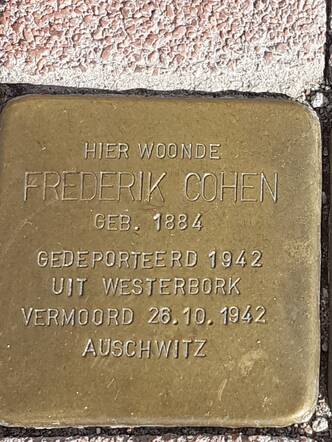 HIER WOONDE
FREDERIK COHEN
GEB. 1884
GEDEPORTEERD 1942
UIT WESTERBORK
VERMOORD 26.10.1942
AUSCHWITZ